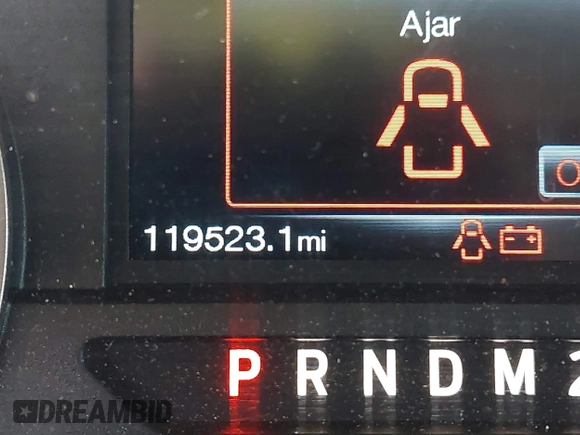 Ajar
O
119523.1mi
P R N D M 2
DREAMBID